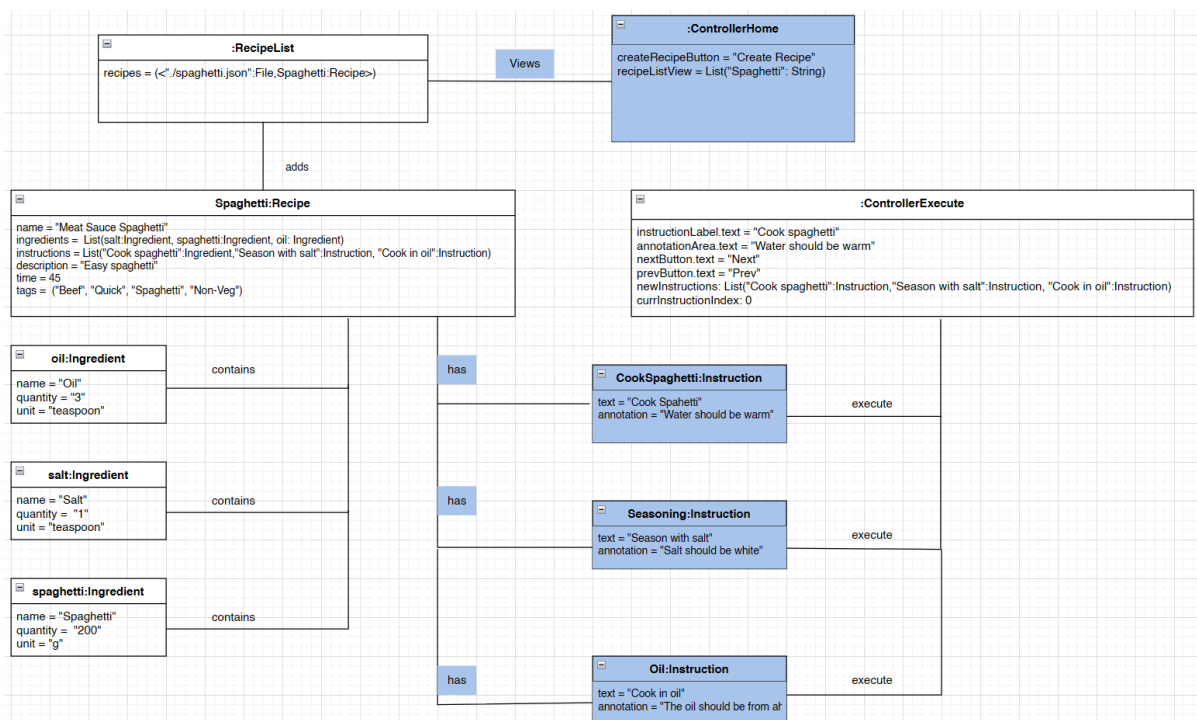 :RecipeList
recipes = (<"./spaghetti.json":File,Spaghetti:Recipe>)
Views
:ControllerHome
createRecipeButton = "Create Recipe"
recipeListView = List("Spaghetti": String)
adds
Spaghetti:Recipe
name = "Meat Sauce Spaghetti"
ingredients = List(salt:Ingredient, spaghetti:Ingredient, oil: Ingredient)
instructions = List("Cook spaghetti":Ingredient,"Season with salt":Instruction, "Cook in oil":Instruction)
description = "Easy spaghetti"
time = 45
tags = ("Beef", "Quick", "Spaghetti", "Non-Veg")
:ControllerExecute
instructionLabel.text = "Cook spaghetti"
annotationArea.text = "Water should be warm"
nextButton.text = "Next"
prevButton.text = "Prev"
newInstructions: List("Cook spaghetti":Instruction,"Season with salt":Instruction, "Cook in oil":Instruction)
currInstructionIndex: 0
oil:Ingredient
name = "Oil"
quantity = "3"
unit = "teaspoon"
contains
has
CookSpaghetti:Instruction
text = "Cook Spahetti"
annotation = "Water should be warm"
execute
salt:Ingredient
name = "Salt"
quantity = "1"
unit = "teaspoon"
contains
has
Seasoning:Instruction
text = "Season with salt"
annotation = "Salt should be white"
execute
spaghetti:Ingredient
name = "Spaghetti"
quantity = "200"
unit = "g"
contains
has
Oil:Instruction
text = "Cook in oil"
annotation = "The oil should be from
execute